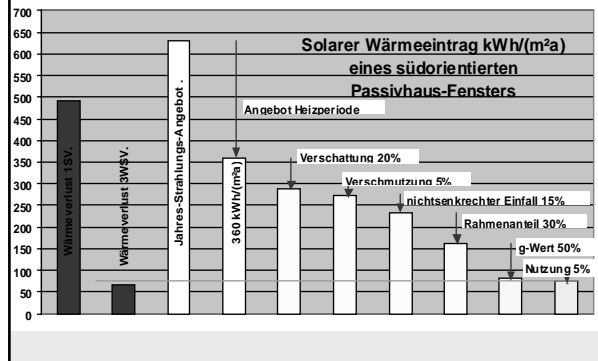 700
650
600
550
500
450
400
350
300
250
200
150
100
50
0
Solarer Wärmeeintrag kWh/(m²a)
eines südorientierten
Passivhaus-Fensters
Wärmeverlust 1SV.
Wärmeverlust 3WSV.
Jahres-Strahlungs-Angebot .
360 kWh/(m²a)
Angebot Heizperiode
Verschattung 20%
Verschmutzung 5%
nichtsenkrechter Einfall 15%
Rahmenanteil 30%
g-Wert 50%
Nutzung 5%